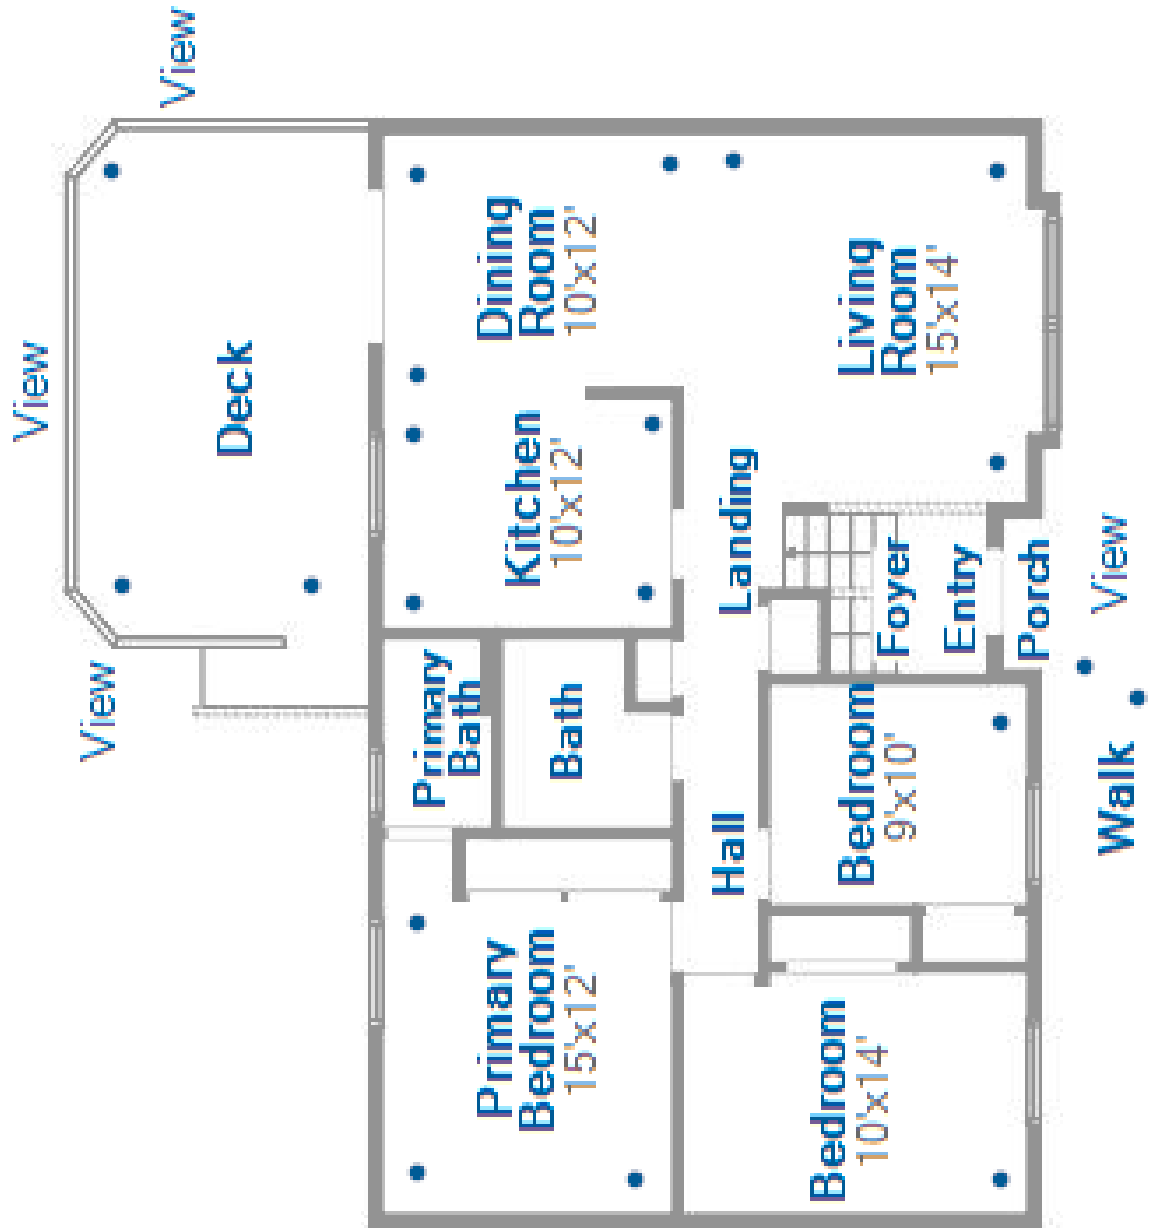 View
View
View
View
Deck
Primary
Bedroom
15'x12'
Primary
Bath
Bath
Kitchen
10'x12'
Dining
Room
10'x12'
Hall
Landing
Bedroom
10'x14'
Bedroom
9'x10'
Foyer
Entry
Porch
Living
Room
15'x14'
Walk